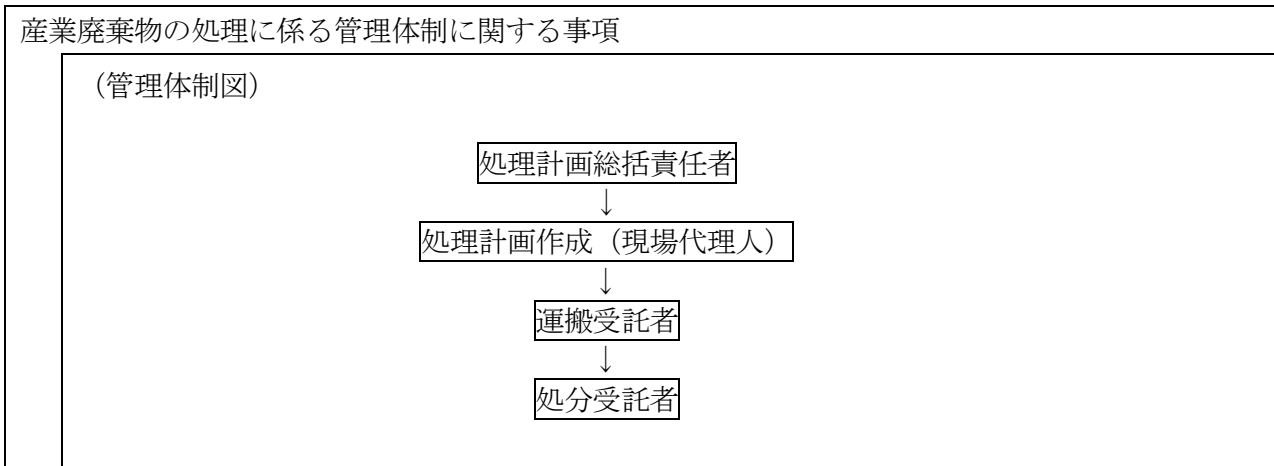 産業廃棄物の処理に係る管理体制に関する事項
（管理体制図）
処理計画総括責任者
↓
処理計画作成（現場代理人）
↓
運搬受託者
↓
処分受託者